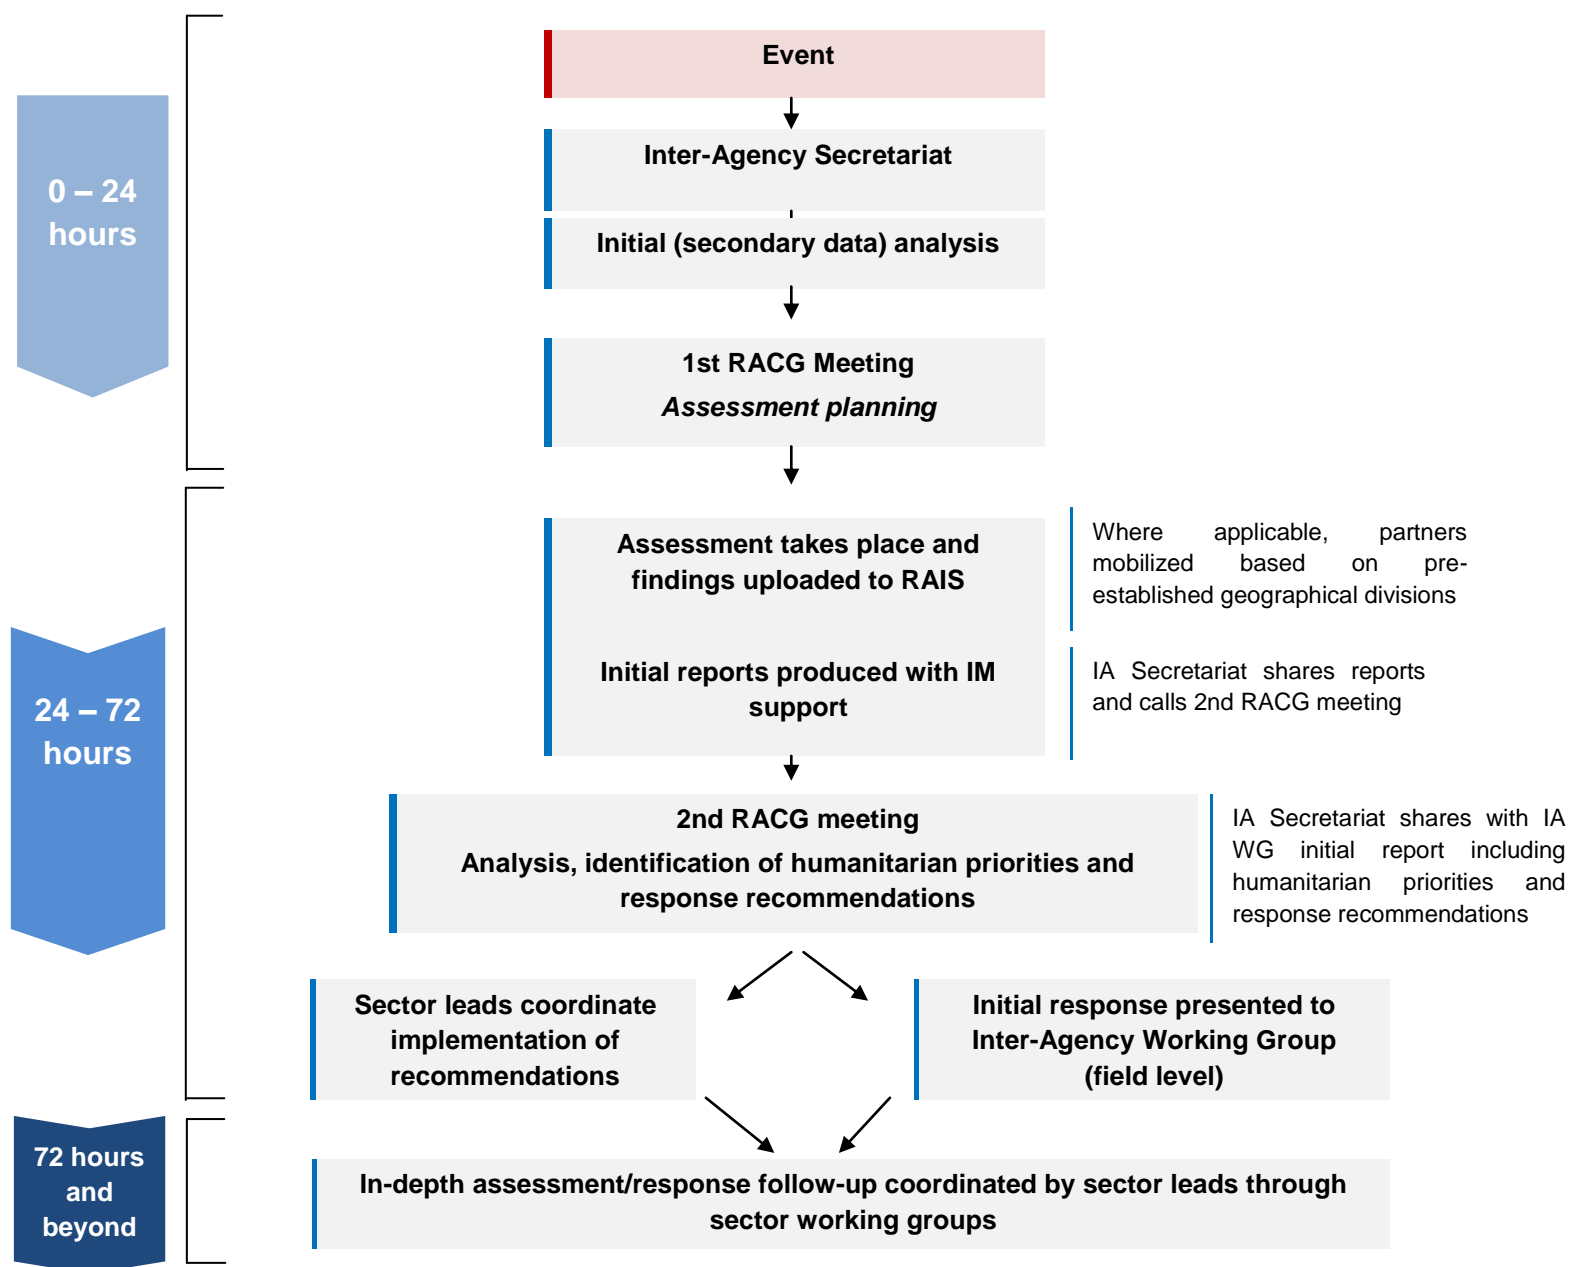 Event
0 – 24
hours
Inter-Agency Secretariat
Initial (secondary data) analysis
1st RACG Meeting
Assessment planning
24 – 72
hours
Assessment takes place and
findings uploaded to RAIS
Where applicable, partners
mobilized based on pre-
established geographical divisions
Initial reports produced with IM
support
IA Secretariat shares reports
and calls 2nd RACG meeting
2nd RACG meeting
Analysis, identification of humanitarian priorities and
response recommendations
IA Secretariat shares with IA
WG initial report including
humanitarian priorities and
response recommendations
Sector leads coordinate
implementation of
recommendations
Initial response presented to
Inter-Agency Working Group
(field level)
72 hours
and
beyond
In-depth assessment/response follow-up coordinated by sector leads through
sector working groups